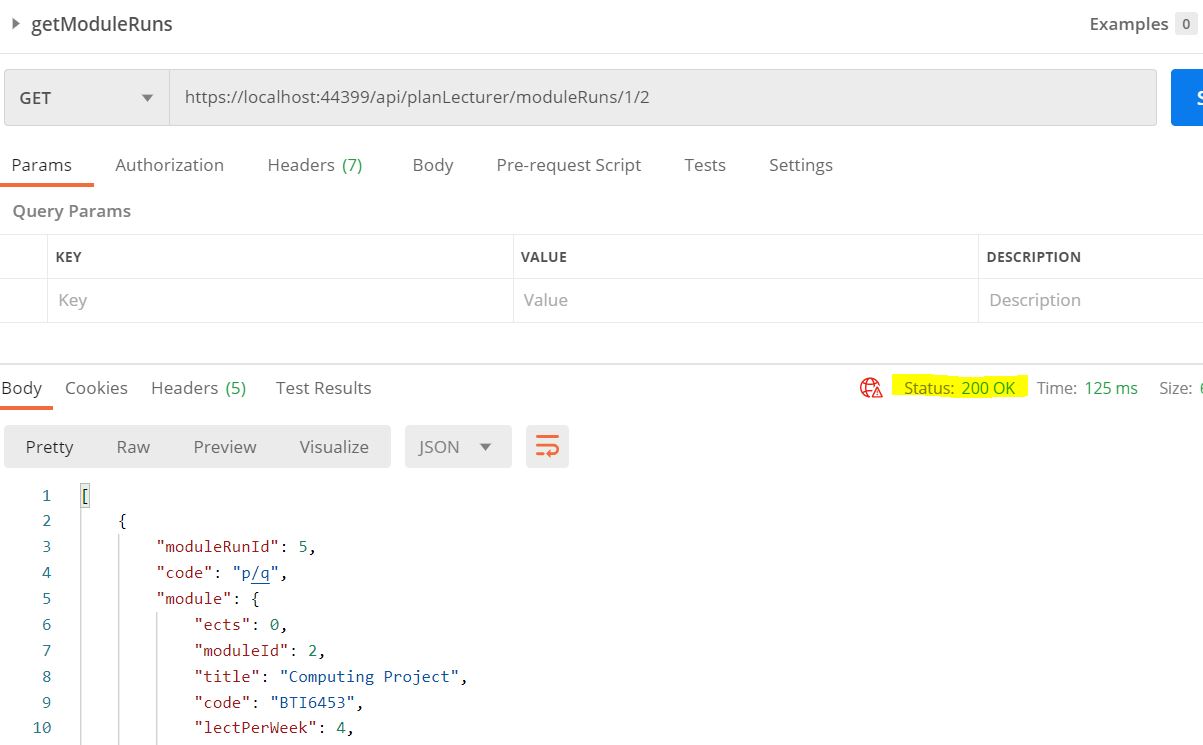 getModuleRuns Examples 0
GET https://localhost:44399/api/planLecturer/moduleRuns/1/2 S
Params Authorization Headers (7) Body Pre-request Script Tests Settings
Query Params
KEY VALUE DESCRIPTION
Key Value Description
Body Cookies Headers (5) Test Results Status: 200 OK Time: 125 ms Size:
Pretty Raw Preview Visualize JSON
1 [
2 {
3 "moduleRunId": 5,
4 "code": "p/q",
5 "module": {
6 "ects": 0,
7 "moduleId": 2,
8 "title": "Computing Project",
9 "code": "BTI6453",
10 "lectPerWeek": 4,